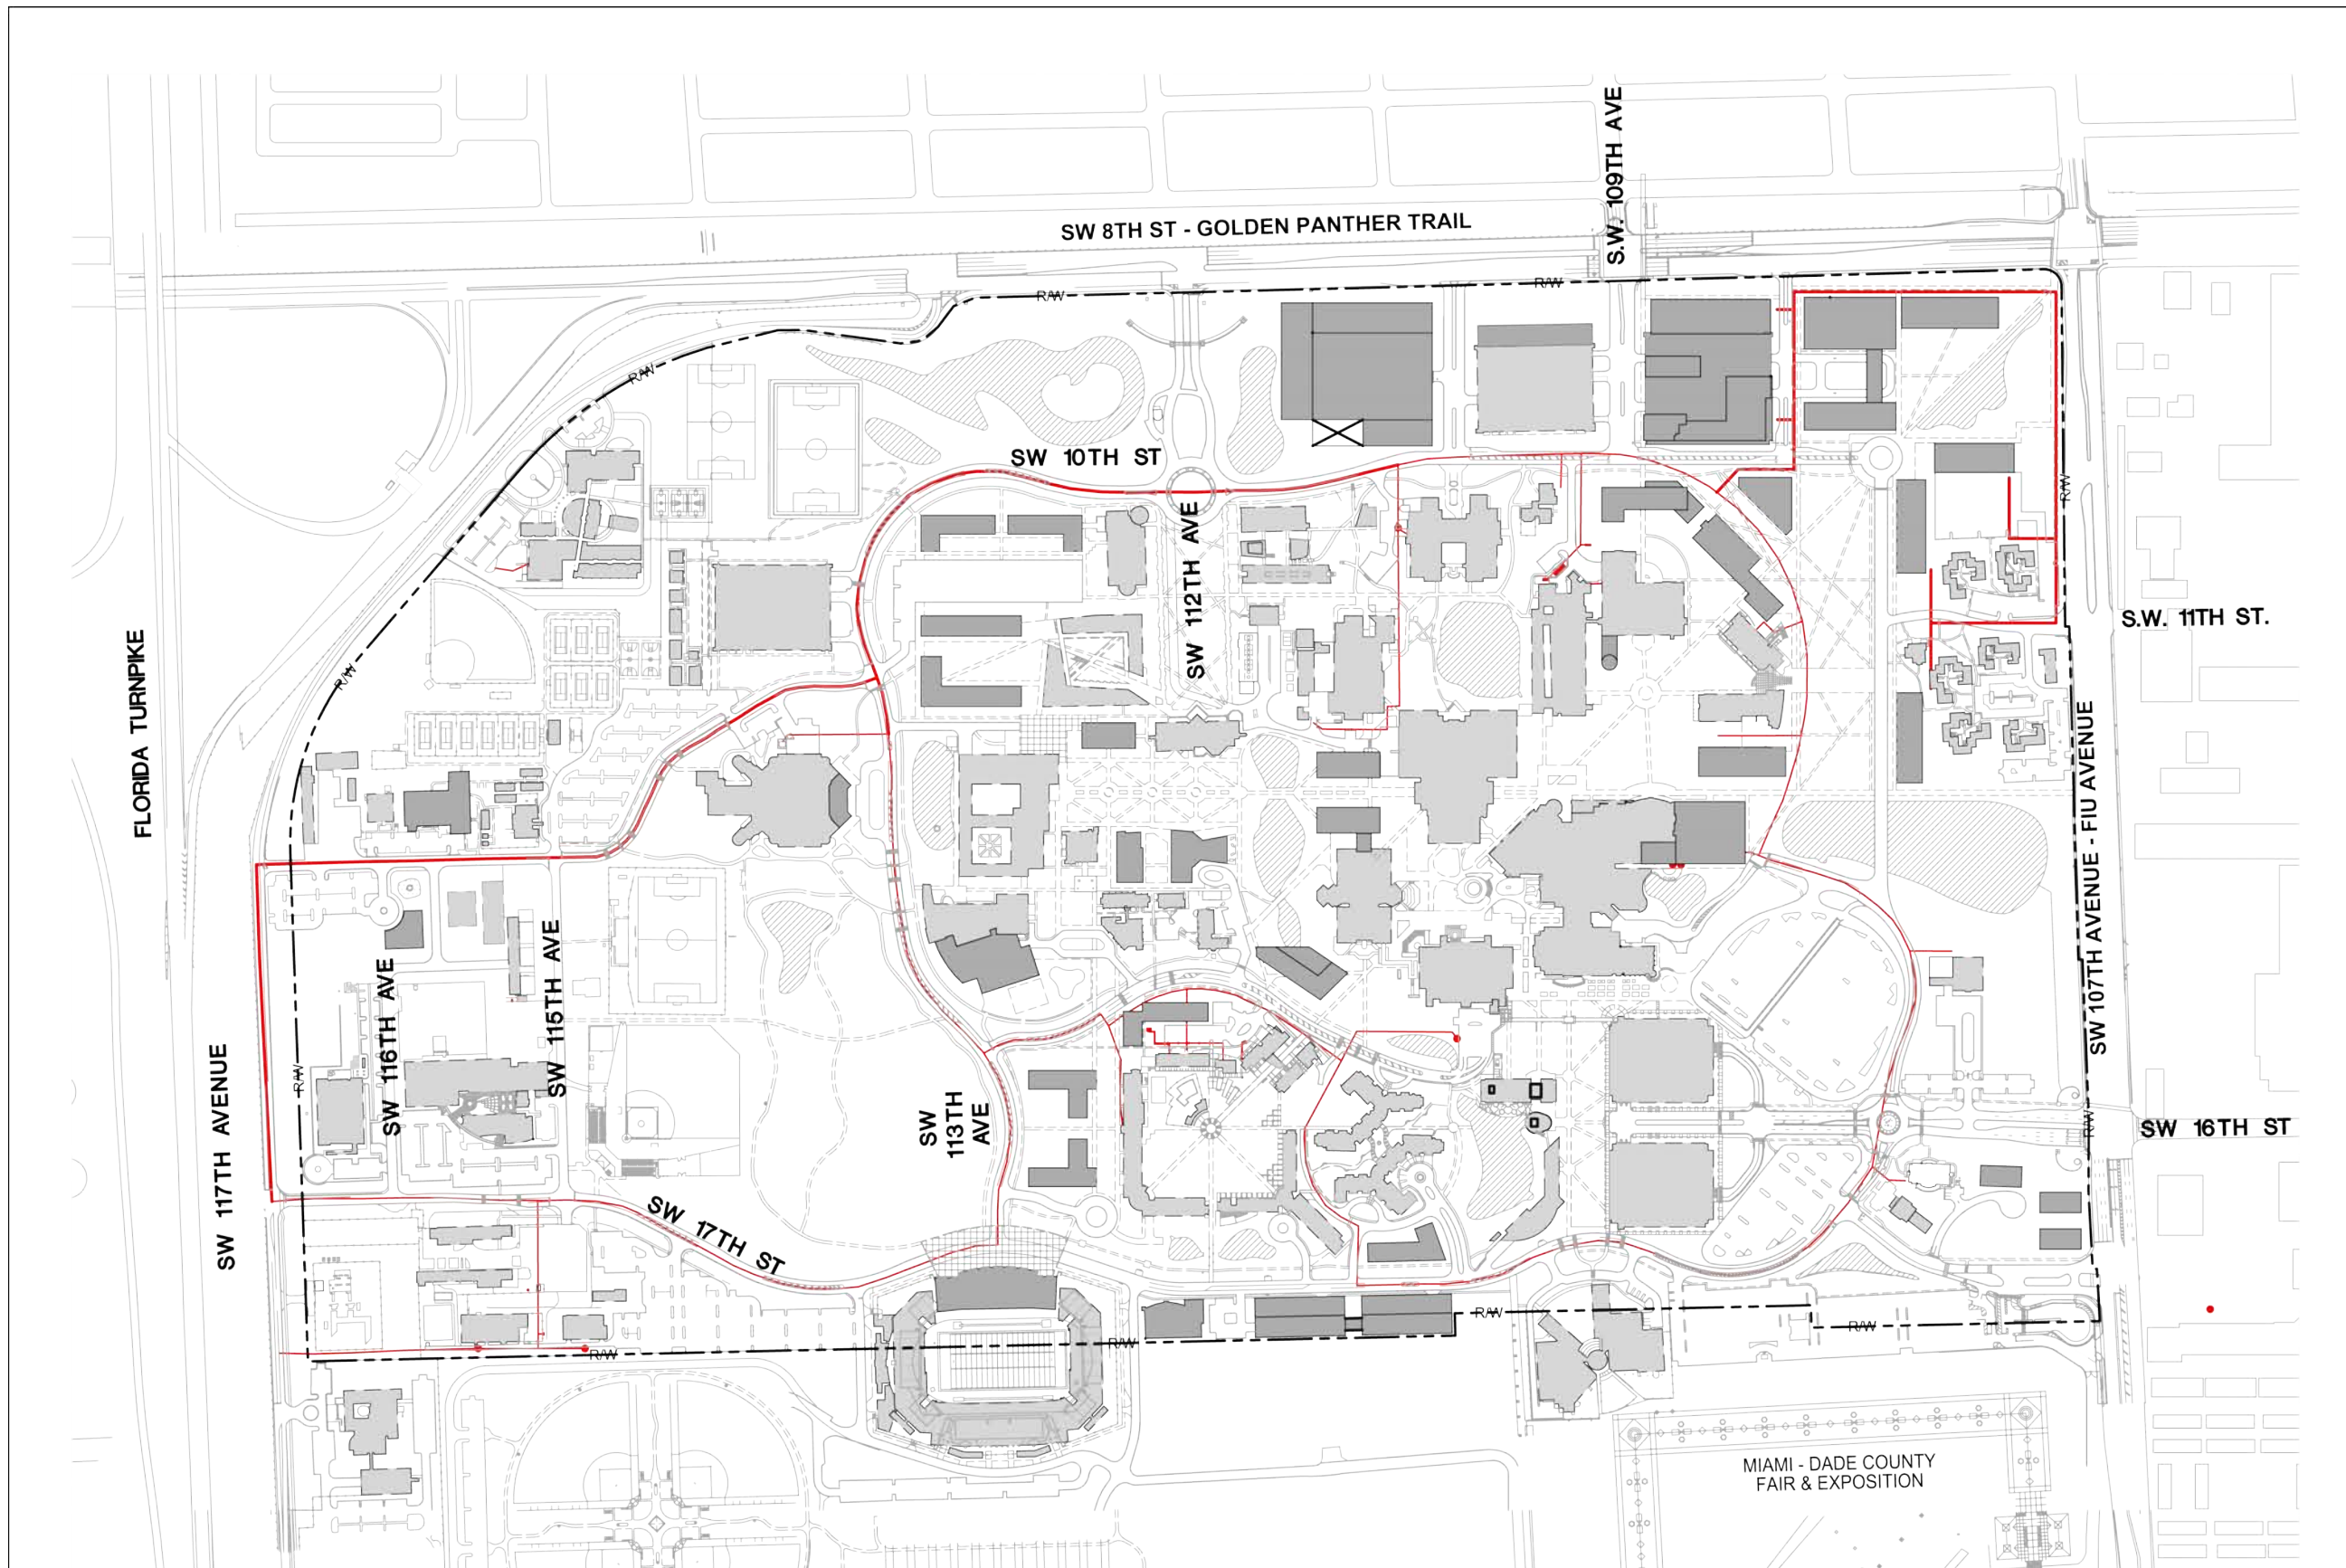 S.W. 109TH AVE
SW 8TH ST - GOLDEN PANTHER TRAIL
R/W
R/W
R/W
SW 10TH ST
R/W
SW 112TH AVE
S.W. 11TH ST.
FLORIDA TURNPIKE
R/W
SW 107TH AVENUE - FIU AVENUE
SW 116TH AVE
SW 115TH AVE
SW 117TH AVENUE
R/W
SW
113TH
AVE
R/W
SW 16TH ST
SW 17TH ST
R/W
R/W
R/W
R/W
MIAMI - DADE COUNTY
FAIR & EXPOSITION